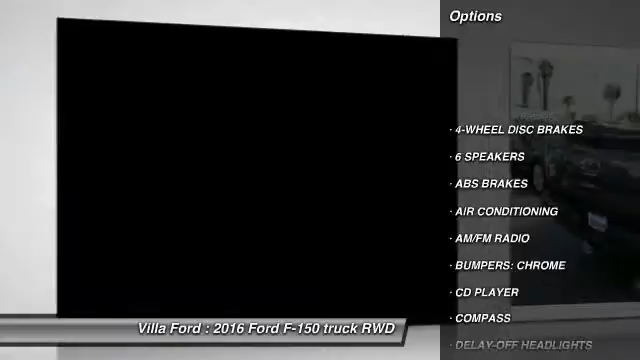 Options
· 4-WHEEL DISC BRAKES
· 6 SPEAKERS
· ABS BRAKES
· AIR CONDITIONING
· AM/FM RADIO
· BUMPERS: CHROME
· CD PLAYER
· COMPASS
· DELAY-OFF HEADLIGHTS
Villa Ford : 2016 Ford F-150 truck RWD